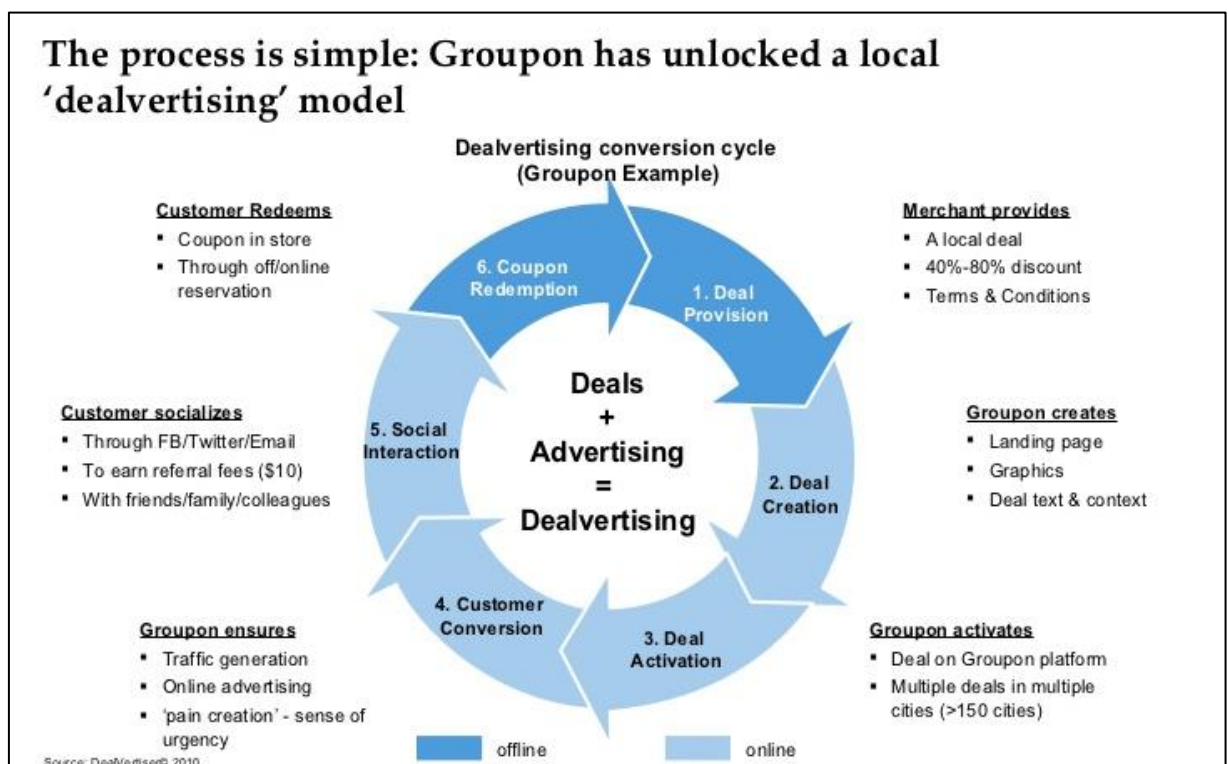 The process is simple: Groupon has unlocked a local
‘dealvertising’ model
Dealvertising conversion cycle
(Groupon Example)
Customer Redeems
▪ Coupon in store
▪ Through off/online
reservation
Merchant provides
▪ A local deal
▪ 40%-80% discount
▪ Terms & Conditions
6. Coupon
Redemption
1. Deal
Provision
Deals
+
Advertising
=
Dealvertising
Customer socializes
▪ Through FB/Twitter/Email
▪ To earn referral fees ($10)
▪ With friends/family/colleagues
5. Social
Interaction
2. Deal
Creation
Groupon creates
▪ Landing page
▪ Graphics
▪ Deal text & context
4. Customer
Conversion
3. Deal
Activation
Groupon ensures
▪ Traffic generation
▪ Online advertising
▪ ‘pain creation’ - sense of
urgency
Groupon activates
▪ Deal on Groupon platform
▪ Multiple deals in multiple
cities (>150 cities)
offline
online
Source: DealVertiser© 2010